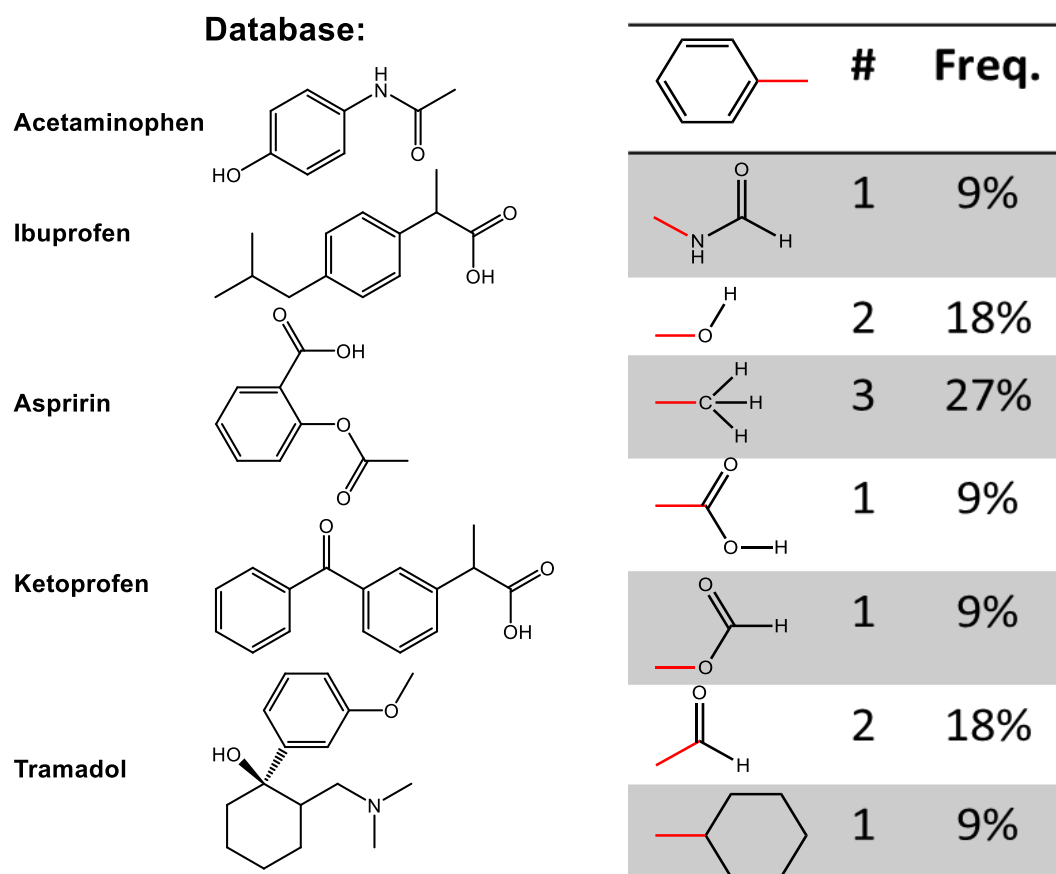 Database:
Acetaminophen
H
N
O
HO
Ibuprofen
O
OH
Aspririn
O
OH
O
O
Ketoprofen
O
O
OH
Tramadol
O
HO
N
# Freq.
O
N
H
H
1 9%
H
O
2 18%
H
C H
H
3 27%
O
O H
1 9%
O
H
O
1 9%
O
H
2 18%
1 9%